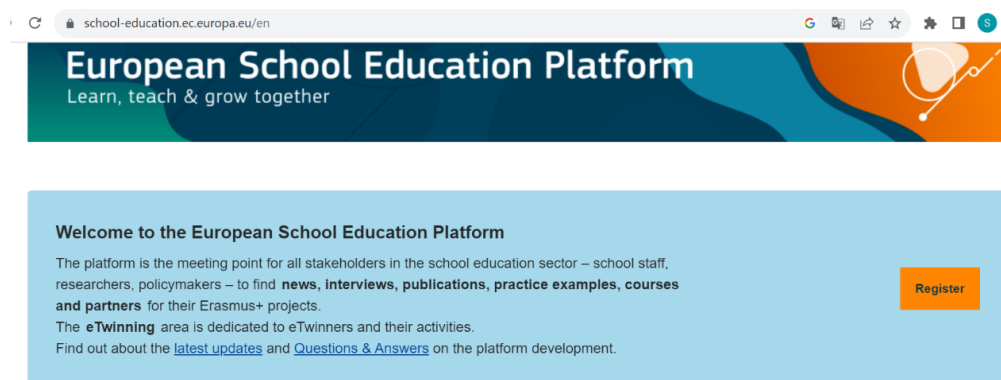 school-education.ec.europa.eu/en
S
European School Education Platform
Learn, teach & grow together
Welcome to the European School Education Platform
The platform is the meeting point for all stakeholders in the school education sector – school staff,
researchers, policymakers – to find news, interviews, publications, practice examples, courses
and partners for their Erasmus+ projects.
The eTwinning area is dedicated to eTwinners and their activities.
Find out about the latest updates and Questions & Answers on the platform development.
Register